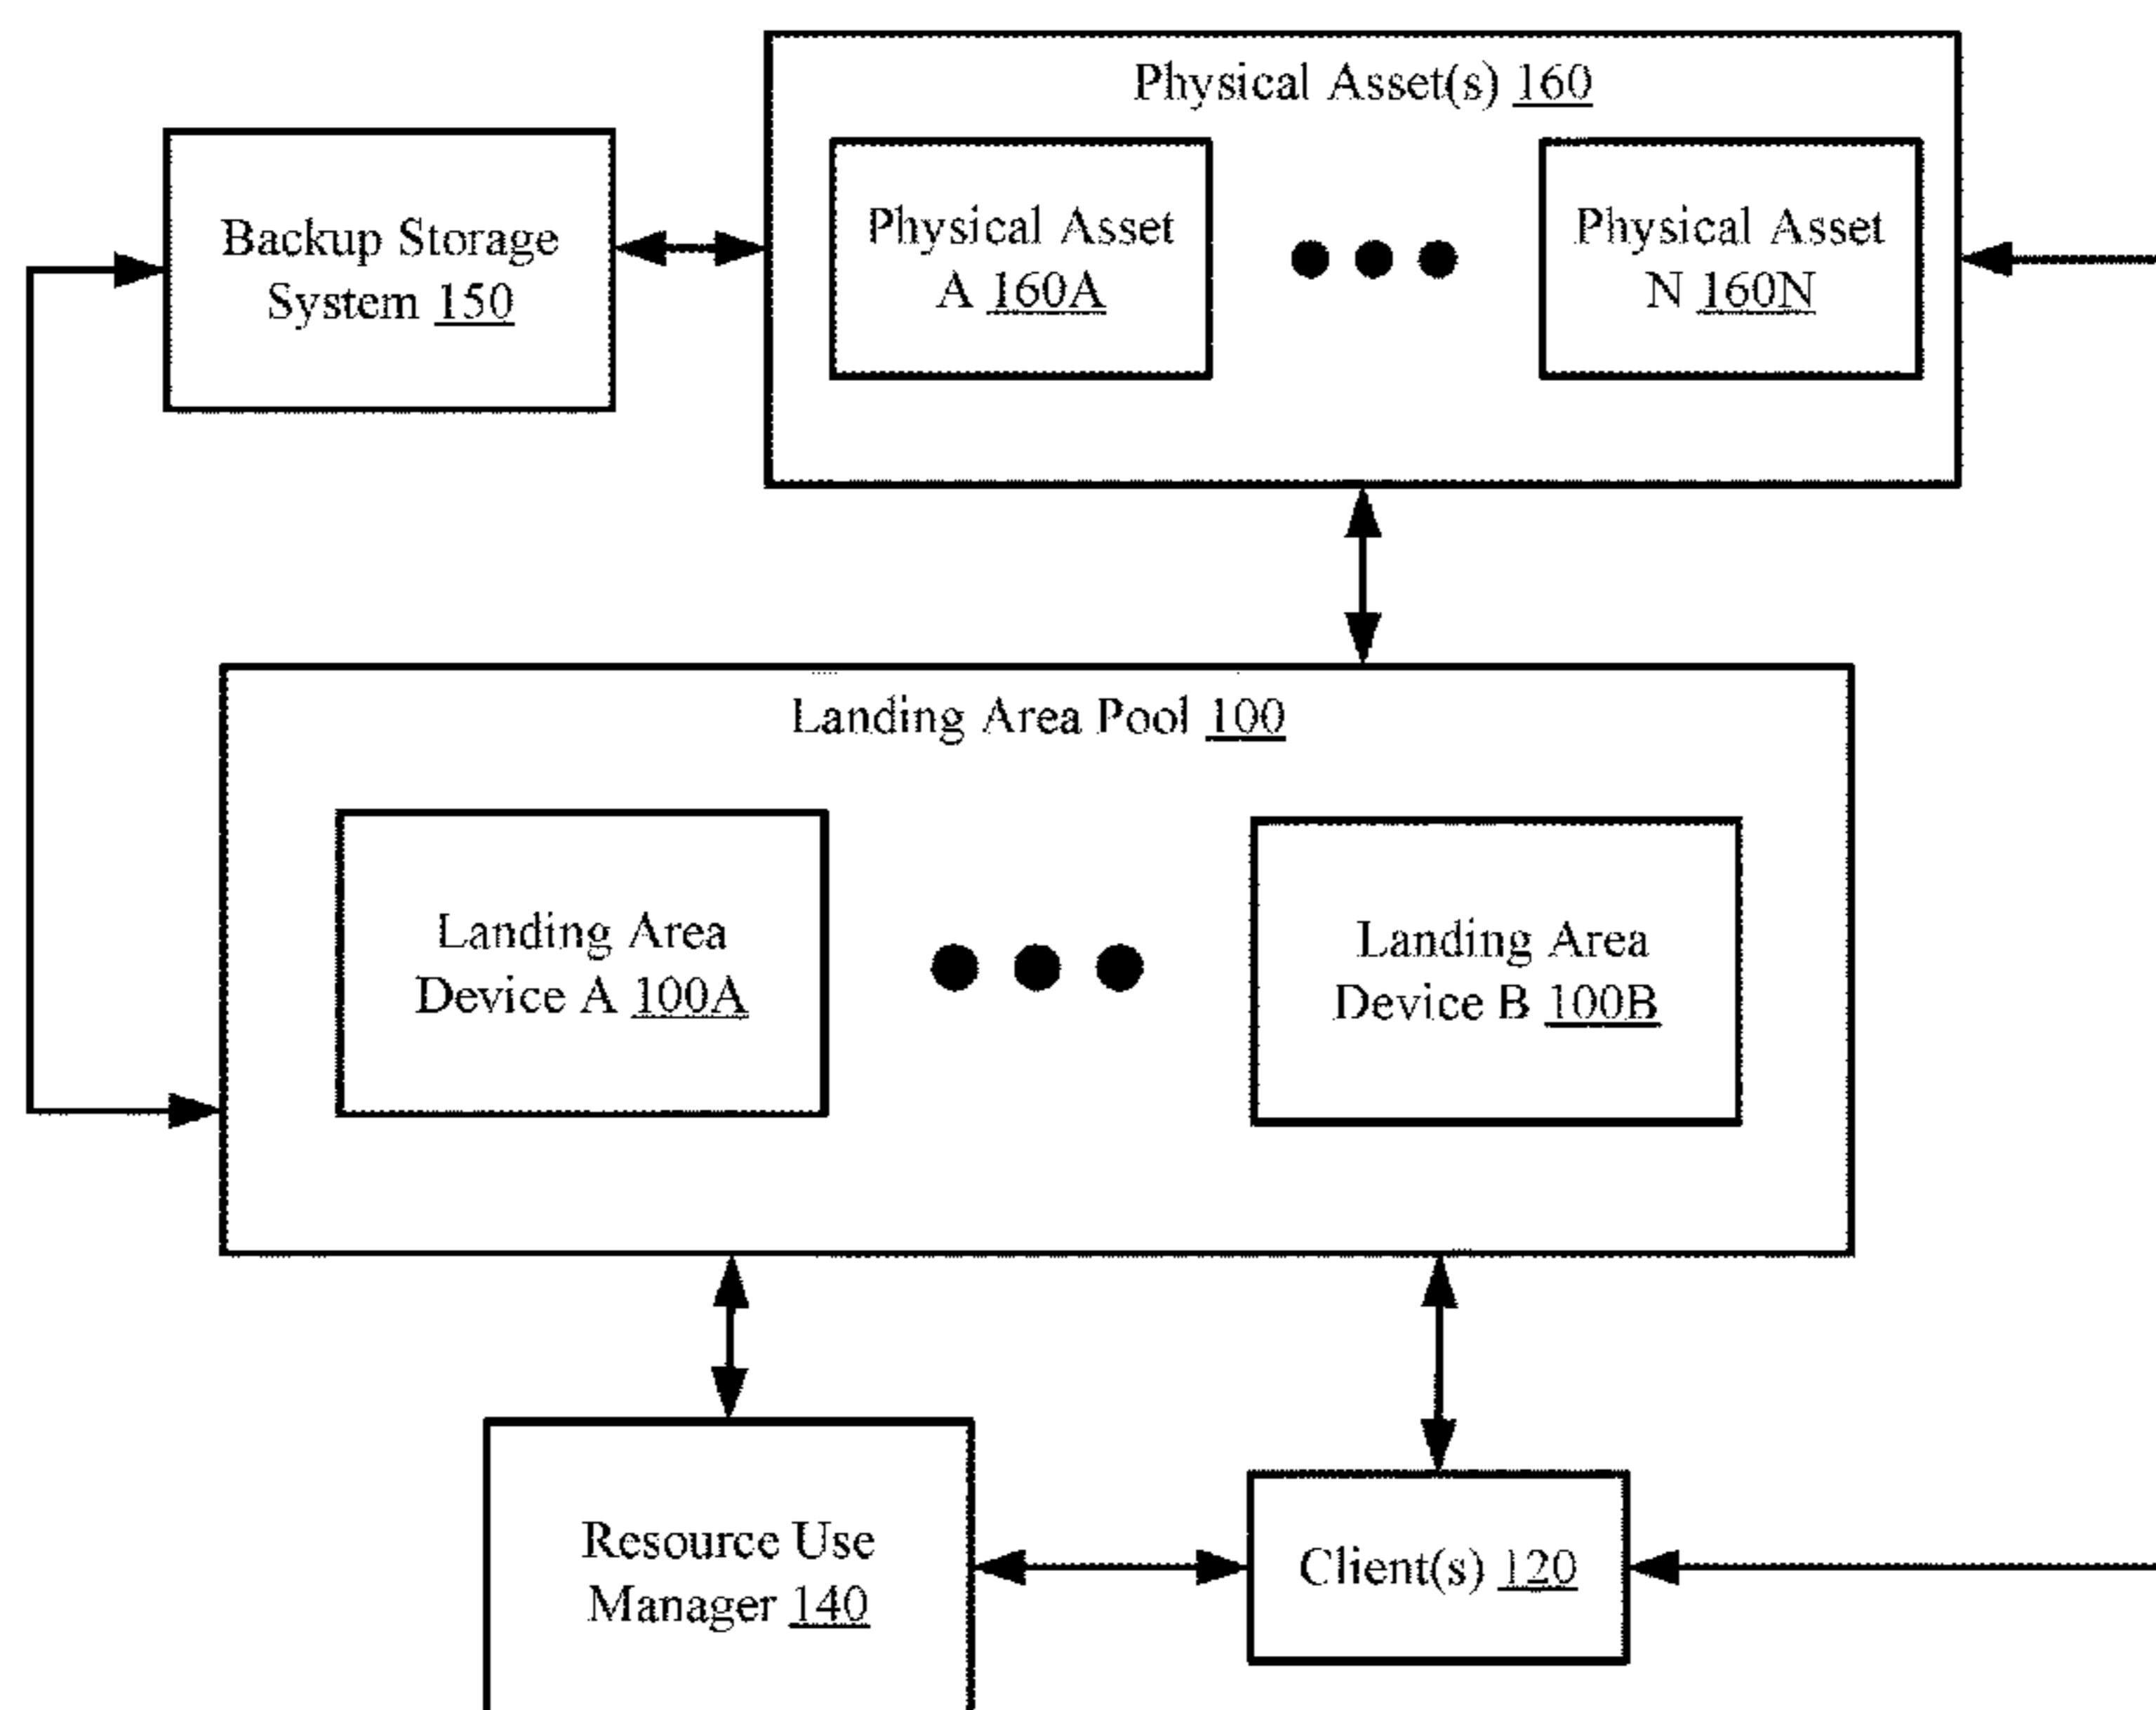 Physical Asset(s) 160
Backup Storage
System 150
Physical Asset
A 160A
Physical Asset
N 160N
Landing Area Pool 100
Landing Area
Device A 100A
Landing Area
Device B 100B
Resource Use
Manager 140
Client(s) 120